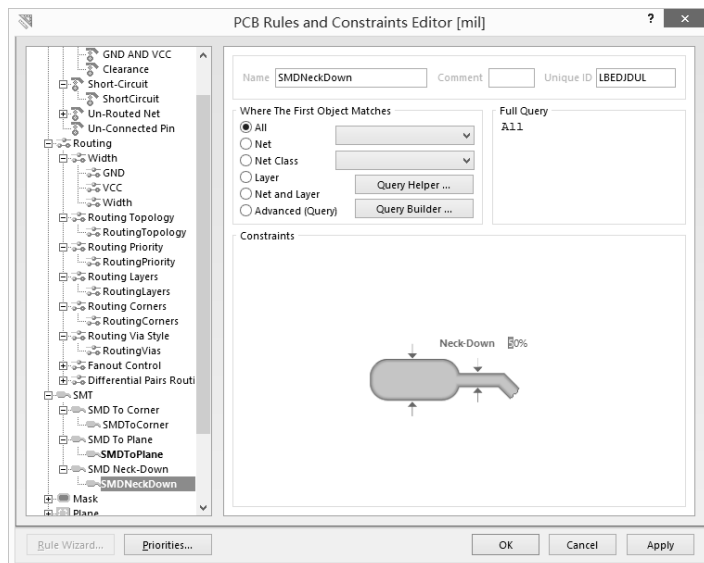 PCB Rules and Constraints Editor [mil]
? ×
GND AND VCC
Clearance
Short-Circuit
ShortCircuit
Un-Routed Net
Un-Connected Pin
Routing
Width
GND
VCC
Width
Routing Topology
RoutingTopology
Routing Priority
RoutingPriority
Routing Layers
RoutingLayers
Routing Corners
RoutingCorners
Routing Via Style
RoutingVias
Fanout Control
Differential Pairs Routi
SMT
SMD To Corner
SMDToCorner
SMD To Plane
SMDToPlane
SMD Neck-Down
SMDNeckDown
Mask
Plane
Name SMDNeckDown Comment Unique ID LBEDJDUL
Where The First Object Matches
All
Net
Net Class
Layer
Net and Layer
Advanced (Query)
Query Helper ...
Query Builder ...
Full Query
All
Constraints
Neck-Down 50%
Rule Wizard... Priorities... OK Cancel Apply